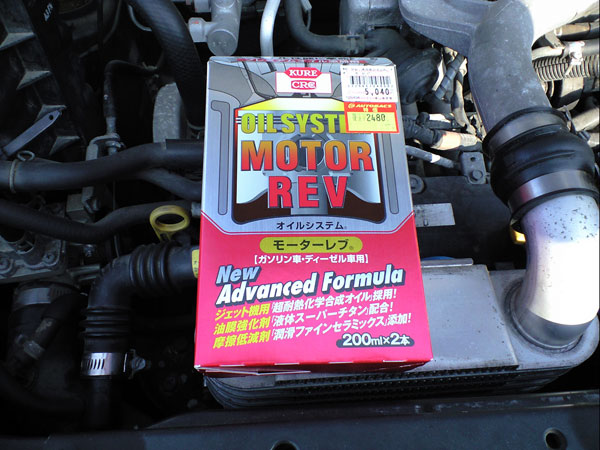 KURE
CRC
5,040
AUTOBACS
2480
OIL SYSTEM
MOTOR
REV
オイルシステム®
モーターレブ®
【ガソリン車・ディーゼル車用】
New
Advanced Formula
ジェット機用「超耐熱化学合成オイル」採用!
油膜強化剤「液体スーパーチタン」配合!
摩擦低減剤「潤滑ファインセラミックス」添加!
200ml×2本